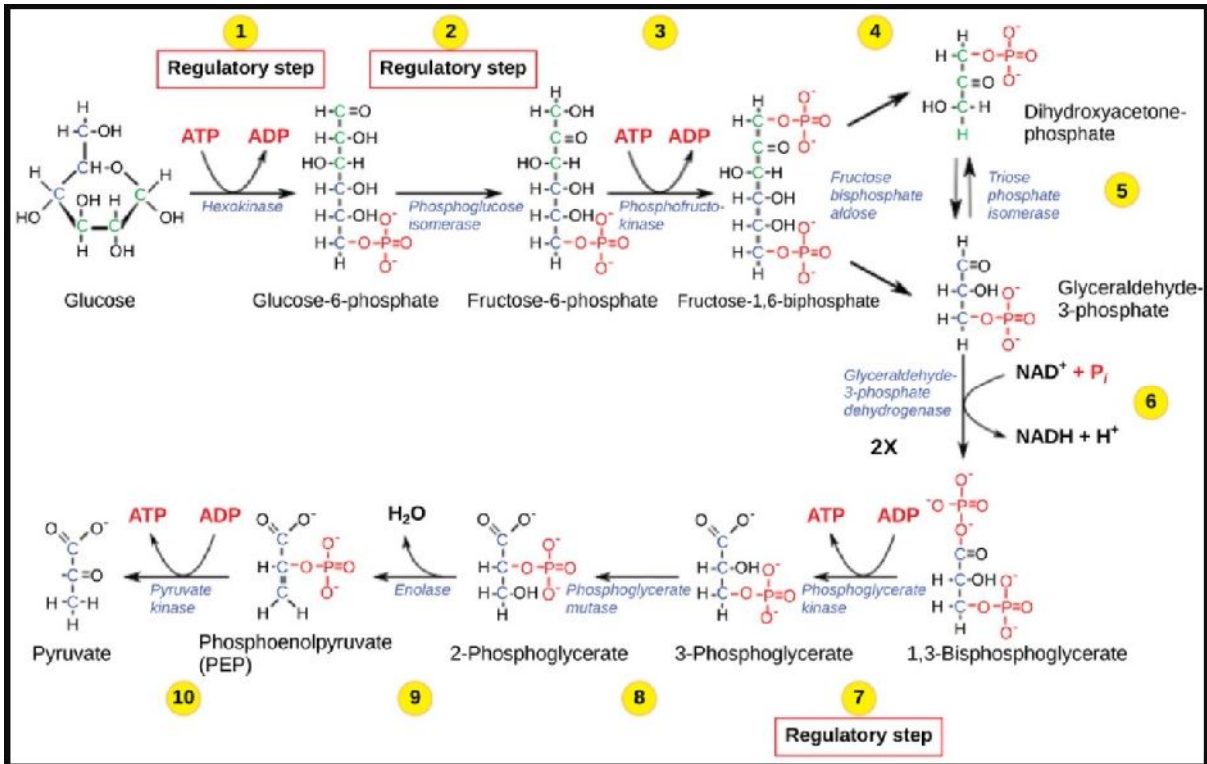 1
2
3
4
Regulatory step
Regulatory step
ATP
ADP
Hexokinase
Phosphoglucose
isomerase
ATP
ADP
Phosphofructo-
kinase
Fructose
bisphosphate
aldose
Triose
phosphate
isomerase
5
Dihydroxyacetone-
phosphate
Glucose
Glucose-6-phosphate
Fructose-6-phosphate
Fructose-1,6-biphosphate
Glyceraldehyde-
3-phosphate
Glyceraldehyde-
3-phosphate
dehydrogenase
NAD⁺ + Pᵢ
6
NADH + H⁺
2X
ATP
ADP
H₂O
ATP
ADP
Pyruvate
kinase
Enolase
Phosphoglycerate
mutase
Phosphoglycerate
kinase
Pyruvate
Phosphoenolpyruvate
(PEP)
2-Phosphoglycerate
3-Phosphoglycerate
1,3-Bisphosphoglycerate
10
9
8
7
Regulatory step